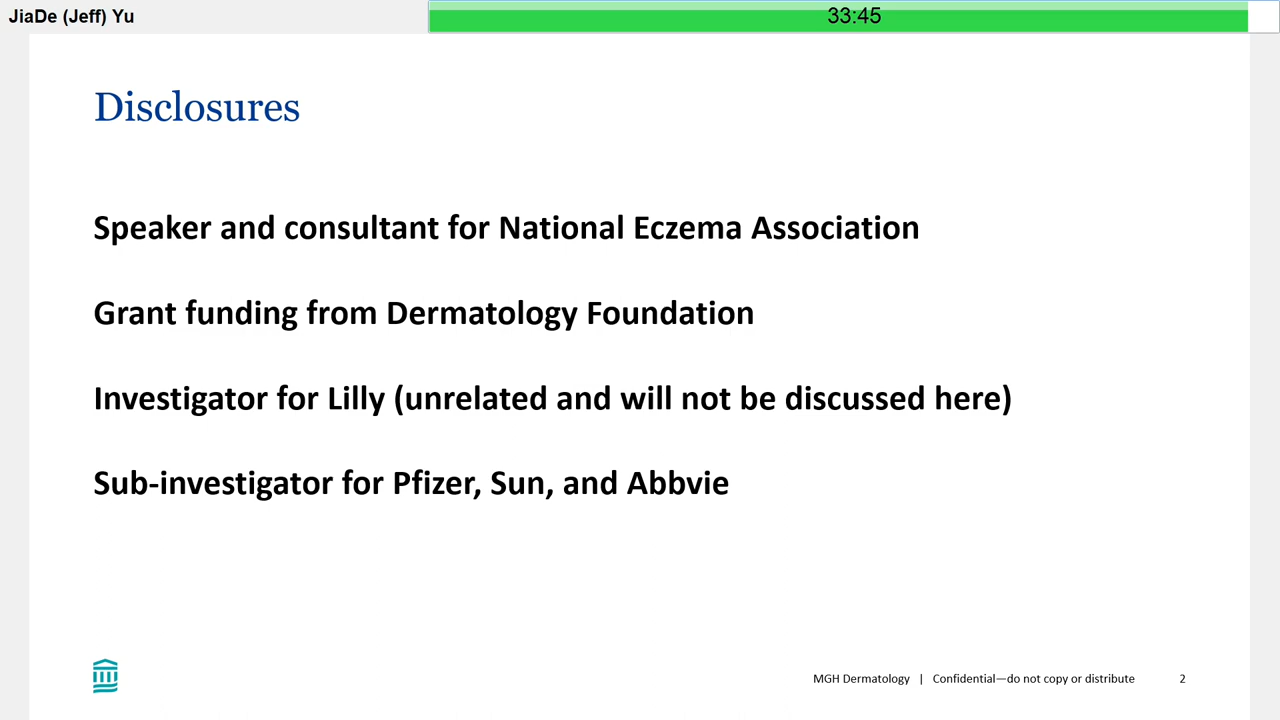 JiaDe (Jeff) Yu
33:45
Disclosures
Speaker and consultant for National Eczema Association
Grant funding from Dermatology Foundation
Investigator for Lilly (unrelated and will not be discussed here)
Sub-investigator for Pfizer, Sun, and Abbvie
MGH Dermatology | Confidential—do not copy or distribute 2